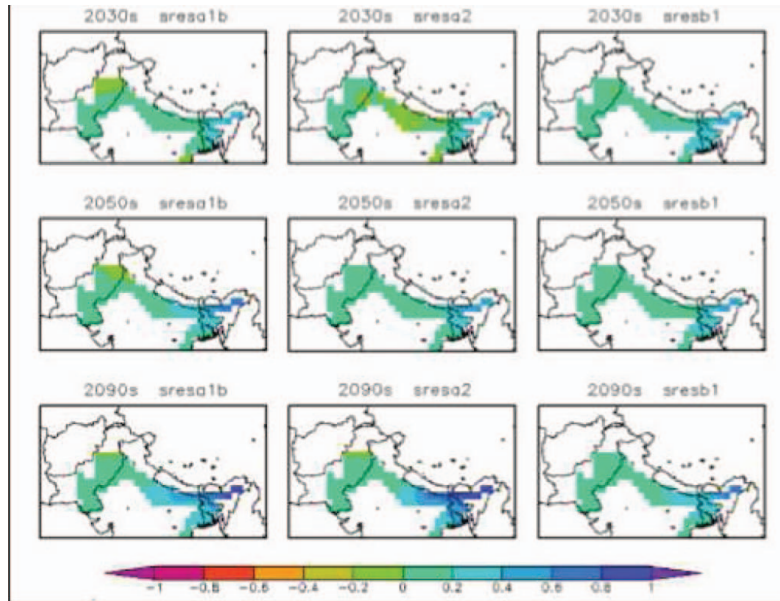 2030s sresa1b 2030s sresa2 2030s sresb1
2050s sresa1b 2050s sresa2 2050s sresb1
2090s sresa1b 2090s sresa2 2090s sresb1
-1 -0.8 -0.6 -0.4 -0.2 0 0.2 0.4 0.6 0.8 1